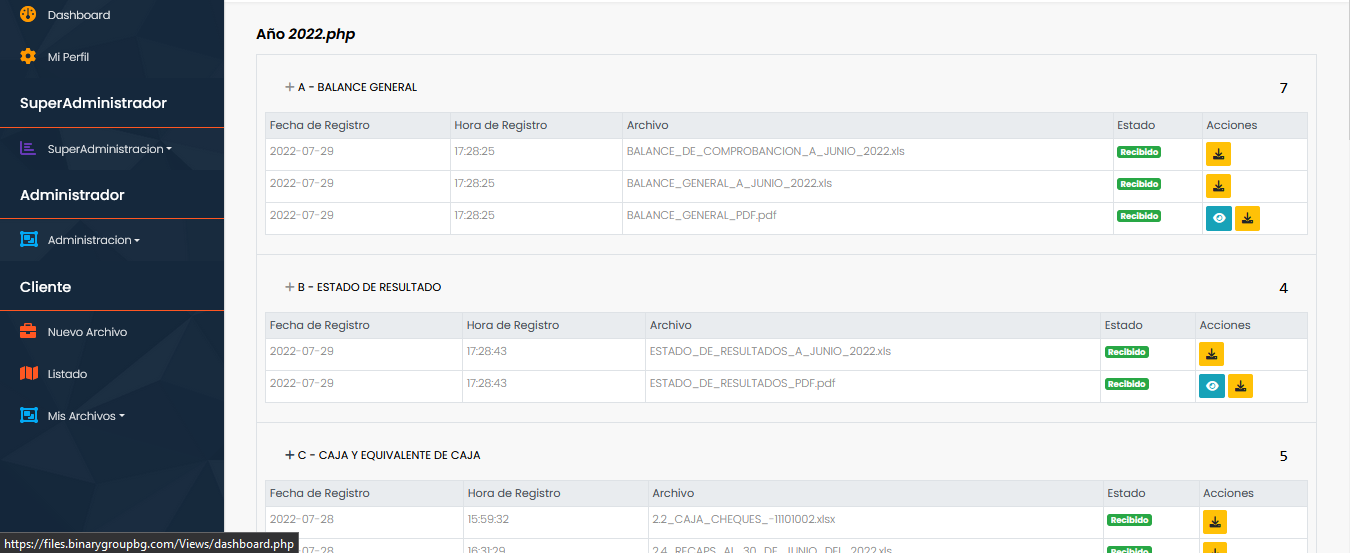 Dashboard
Mi Perfil
SuperAdministrador
SuperAdministracion
Administrador
Administracion
Cliente
Nuevo Archivo
Listado
Mis Archivos
https://files.binarygroupbg.com/Views/dashboard.php
Año 2022.php
+ A - BALANCE GENERAL 7
Fecha de Registro Hora de Registro Archivo Estado Acciones
2022-07-29 17:28:25 BALANCE_DE_COMPROBANCION_A_JUNIO_2022.xls Recibido
2022-07-29 17:28:25 BALANCE_GENERAL_A_JUNIO_2022.xls Recibido
2022-07-29 17:28:25 BALANCE_GENERAL_PDF.pdf Recibido
+ B - ESTADO DE RESULTADO 4
Fecha de Registro Hora de Registro Archivo Estado Acciones
2022-07-29 17:28:43 ESTADO_DE_RESULTADOS_A_JUNIO_2022.xls Recibido
2022-07-29 17:28:43 ESTADO_DE_RESULTADOS_PDF.pdf Recibido
+ C - CAJA Y EQUIVALENTE DE CAJA 5
Fecha de Registro Hora de Registro Archivo Estado Acciones
2022-07-28 15:59:32 2.2_CAJA_CHEQUES_-11101002.xlsx Recibido
2022-07-28 16:31:29 2.4_RECAPS_AL_30_DE_JUNIO_DEL_2022.xls Recibido